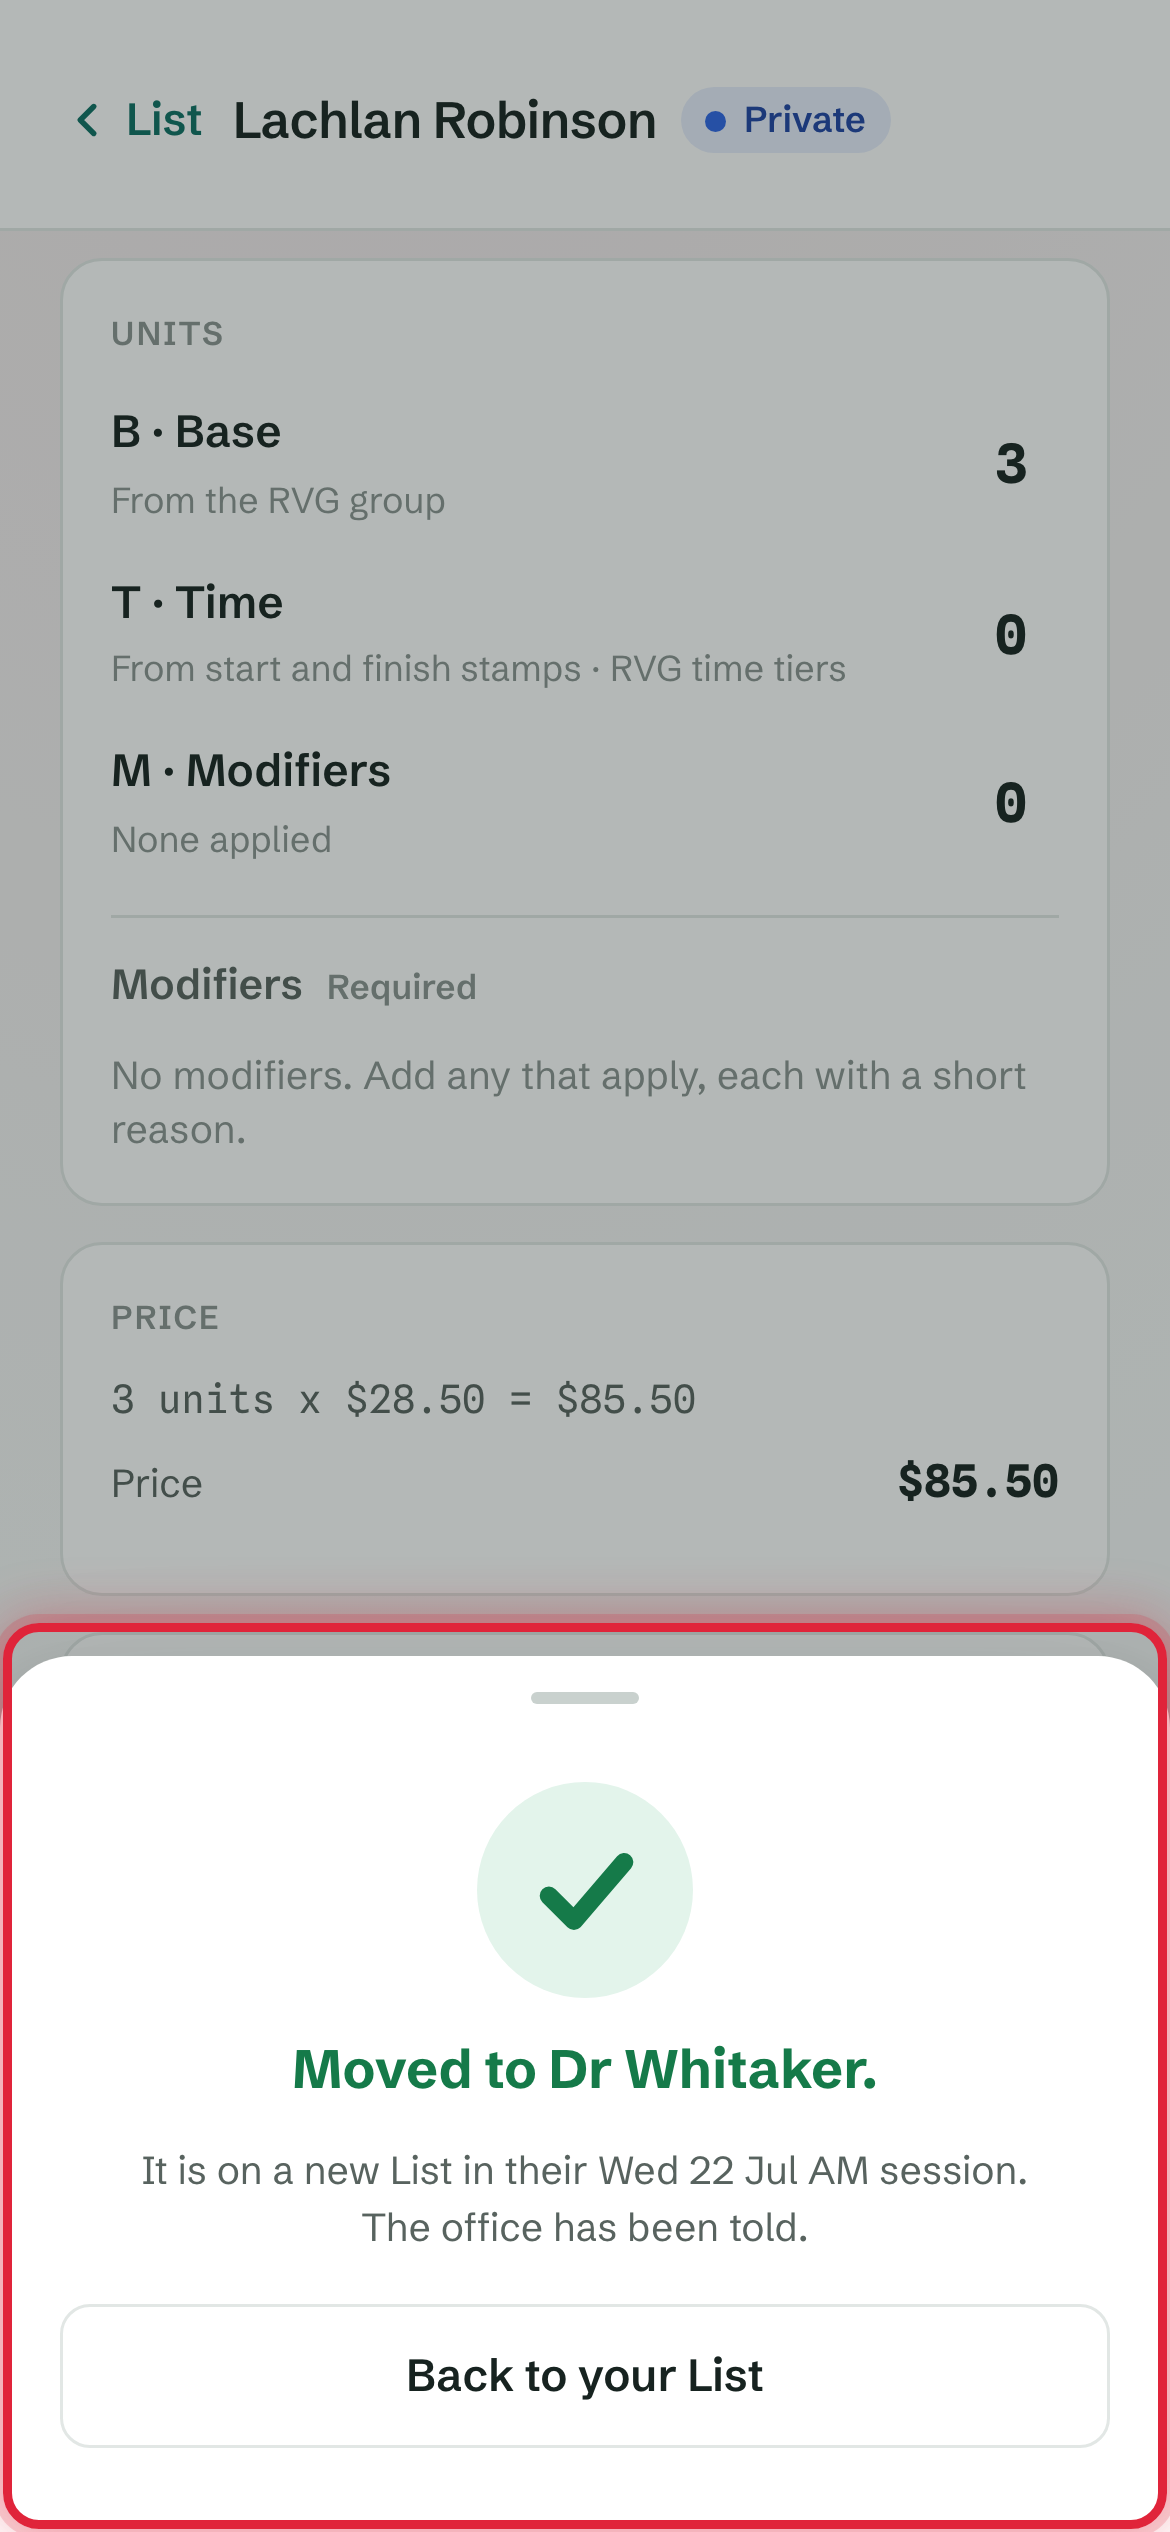 List Lachlan Robinson Private
UNITS
B · Base
3
From the RVG group
T · Time
0
From start and finish stamps · RVG time tiers
M · Modifiers
0
None applied
Modifiers Required
No modifiers. Add any that apply, each with a short
reason.
PRICE
3 units x $28.50 = $85.50
Price $85.50
Moved to Dr Whitaker.
It is on a new List in their Wed 22 Jul AM session.
The office has been told.
Back to your List